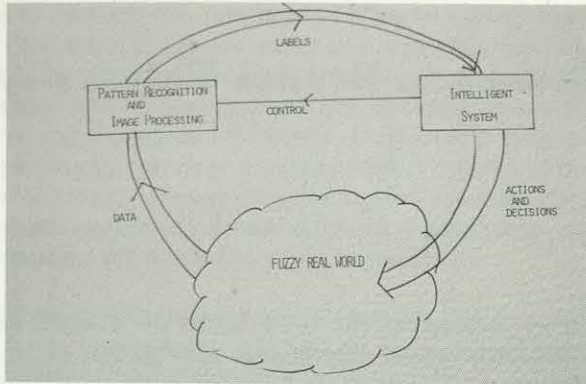 LABELS
PATTERN RECOGNITION
AND
IMAGE PROCESSING
INTELLIGENT
SYSTEM
CONTROL
ACTIONS
AND
DECISIONS
DATA
FUZZY REAL WORLD